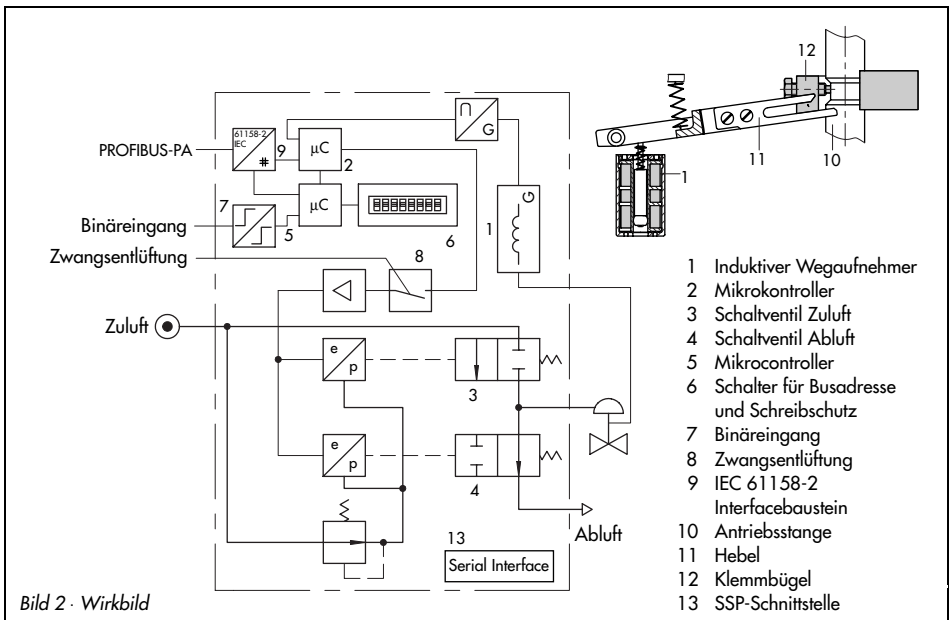 12
11
10
1
PROFIBUS-PA
61158-2
IEC
#
9
µC
2
⊓
G
7
Binäreingang
5
µC
6
1
G
Zwangsentlüftung
8
Zuluft
e
p
3
e
p
4
Abluft
13
Serial Interface
1 Induktiver Wegaufnehmer
2 Mikrokontroller
3 Schaltventil Zuluft
4 Schaltventil Abluft
5 Mikrocontroller
6 Schalter für Busadresse
und Schreibschutz
7 Binäreingang
8 Zwangsentlüftung
9 IEC 61158-2
Interfacebaustein
10 Antriebsstange
11 Hebel
12 Klemmbügel
13 SSP-Schnittstelle
Bild 2 · Wirkbild